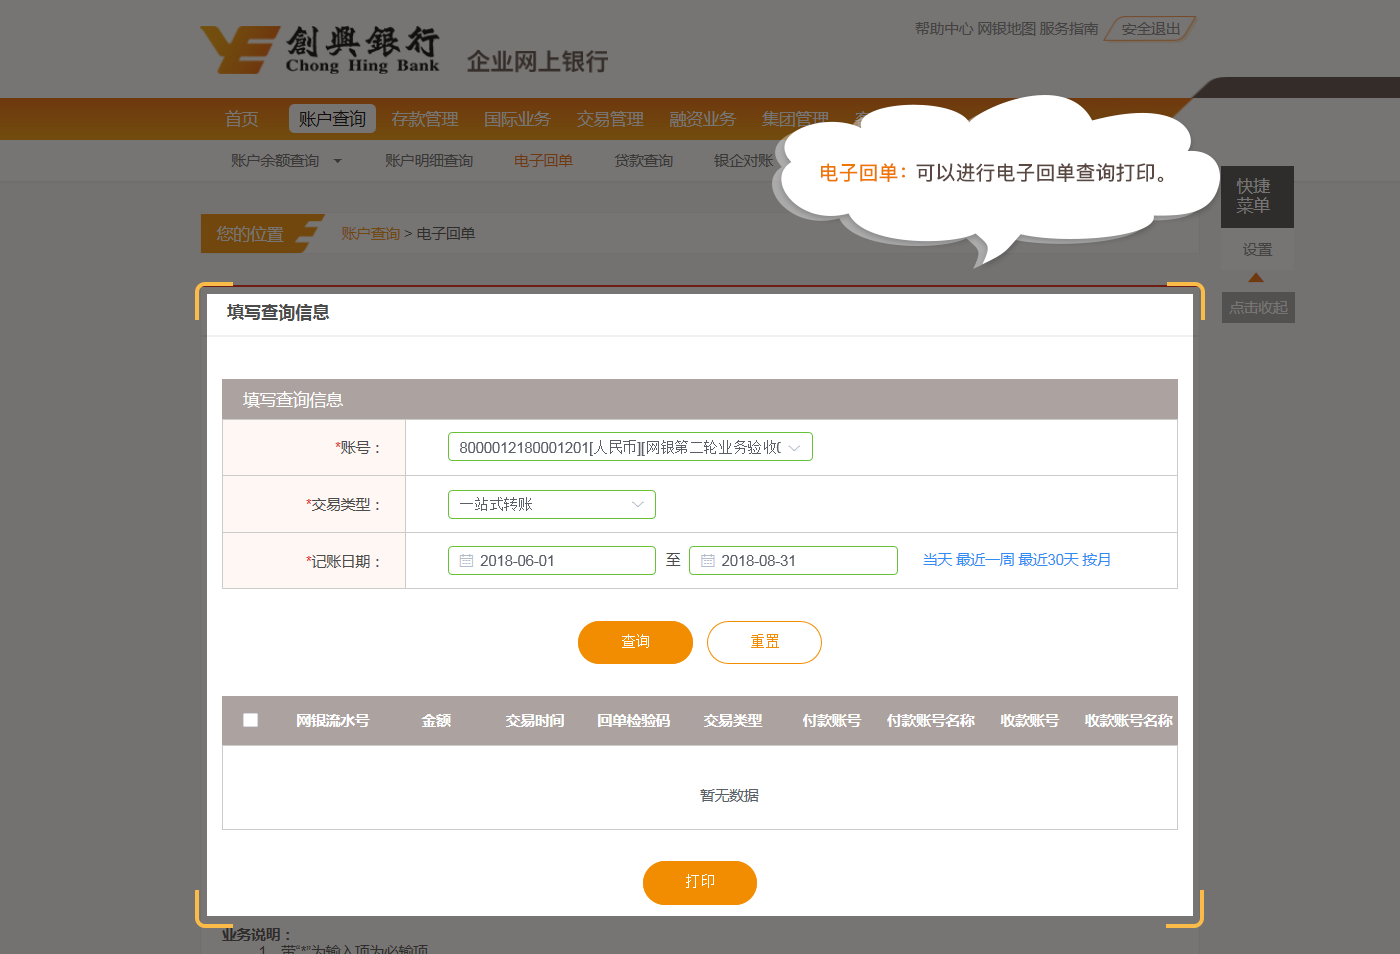 帮助中心 网银地图 服务指南 安全退出
創興銀行
Chong Hing Bank
企业网上银行
首页 账户查询 存款管理 国际业务 交易管理 融资业务 集团管理
账户余额查询 账户明细查询 电子回单 贷款查询 银企对账
电子回单：可以进行电子回单查询打印。
快捷
菜单
设置
点击收起
您的位置 账户查询 > 电子回单
填写查询信息
填写查询信息
*账号： 8000012180001201[人民币][网银第二轮业务验收(
*交易类型： 一站式转账
*记账日期： 2018-06-01 至 2018-08-31 当天 最近一周 最近30天 按月
查询 重置
网银流水号 金额 交易时间 回单检验码 交易类型 付款账号 付款账号名称 收款账号 收款账号名称
暂无数据
打印
业务说明：
1、带“*”为输入项为必输项